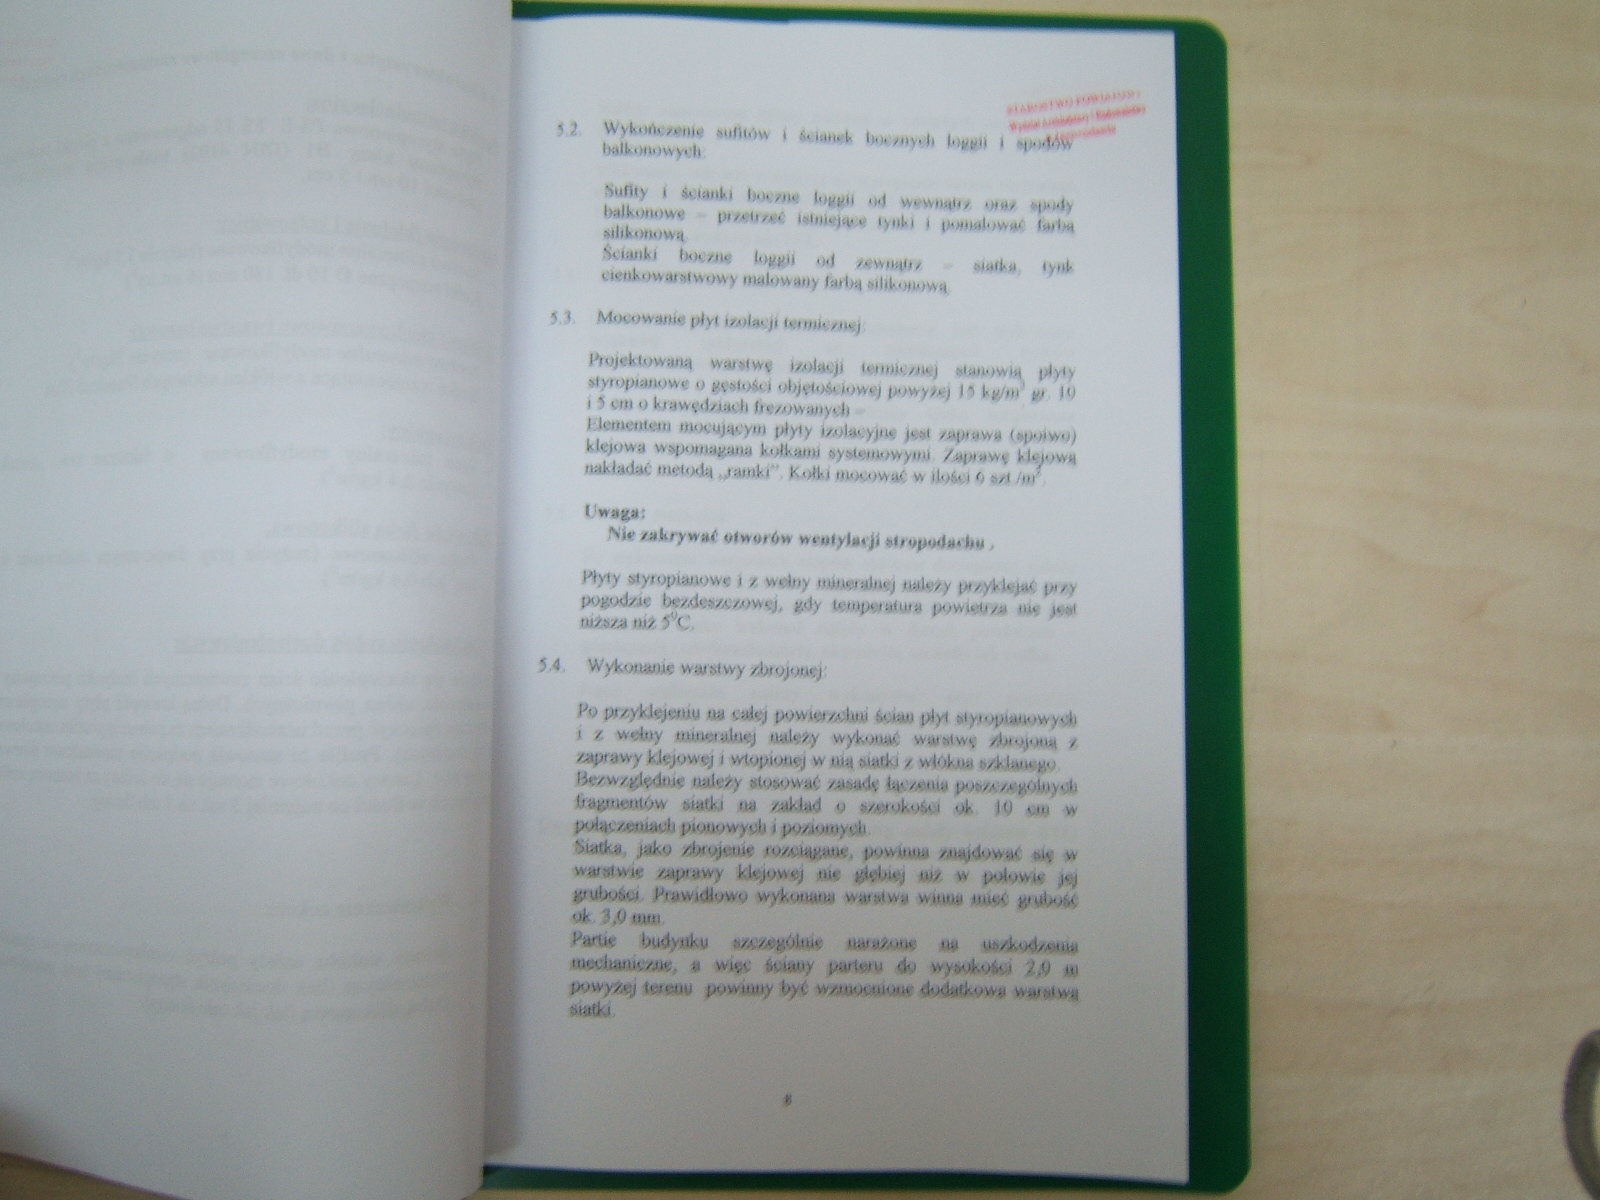 STAROSTWO POWIATOWE
5.2. Wykończenie sufitów i ścianek bocznych loggii i spodów
balkonowych:
Sufity i ścianki boczne loggii od wewnątrz oraz spody
balkonowe – przetrzeć istniejące tynki i pomalować farbą
silikonową.
Ścianki boczne loggii od zewnątrz – siatka, tynk
cienkowarstwowy malowany farbą silikonową.
5.3. Mocowanie płyt izolacji termicznej:
Projektowaną warstwę izolacji termicznej stanowią płyty
styropianowe o gęstości objętościowej powyżej 15 kg/m³ gr. 10
i 5 cm o krawędziach frezowanych –
Elementem mocującym płyty izolacyjne jest zaprawa (spoiwo)
klejowa wspomagana kołkami systemowymi. Zaprawę klejową
nakładać metodą „ramki”. Kołki mocować w ilości 6 szt./m².
Uwaga:
Nie zakrywać otworów wentylacji stropodachu .
Płyty styropianowe i z wełny mineralnej należy przyklejać przy
pogodzie bezdeszczowej, gdy temperatura powietrza nie jest
niższa niż 5⁰C.
5.4. Wykonanie warstwy zbrojonej:
Po przyklejeniu na całej powierzchni ścian płyt styropianowych
i z wełny mineralnej należy wykonać warstwę zbrojoną z
zaprawy klejowej i wtopionej w nią siatki z włókna szklanego.
Bezwzględnie należy stosować zasadę łączenia poszczególnych
fragmentów siatki na zakład o szerokości ok. 10 cm w
połączeniach pionowych i poziomych.
Siatka, jako zbrojenie rozciągane, powinna znajdować się w
warstwie zaprawy klejowej nie głębiej niż w połowie jej
grubości. Prawidłowo wykonana warstwa winna mieć grubość
ok. 3,0 mm.
Partie budynku szczególnie narażone na uszkodzenia
mechaniczne, a więc ściany parteru do wysokości 2,0 m
powyżej terenu powinny być wzmocnione dodatkową warstwą
siatki.
8